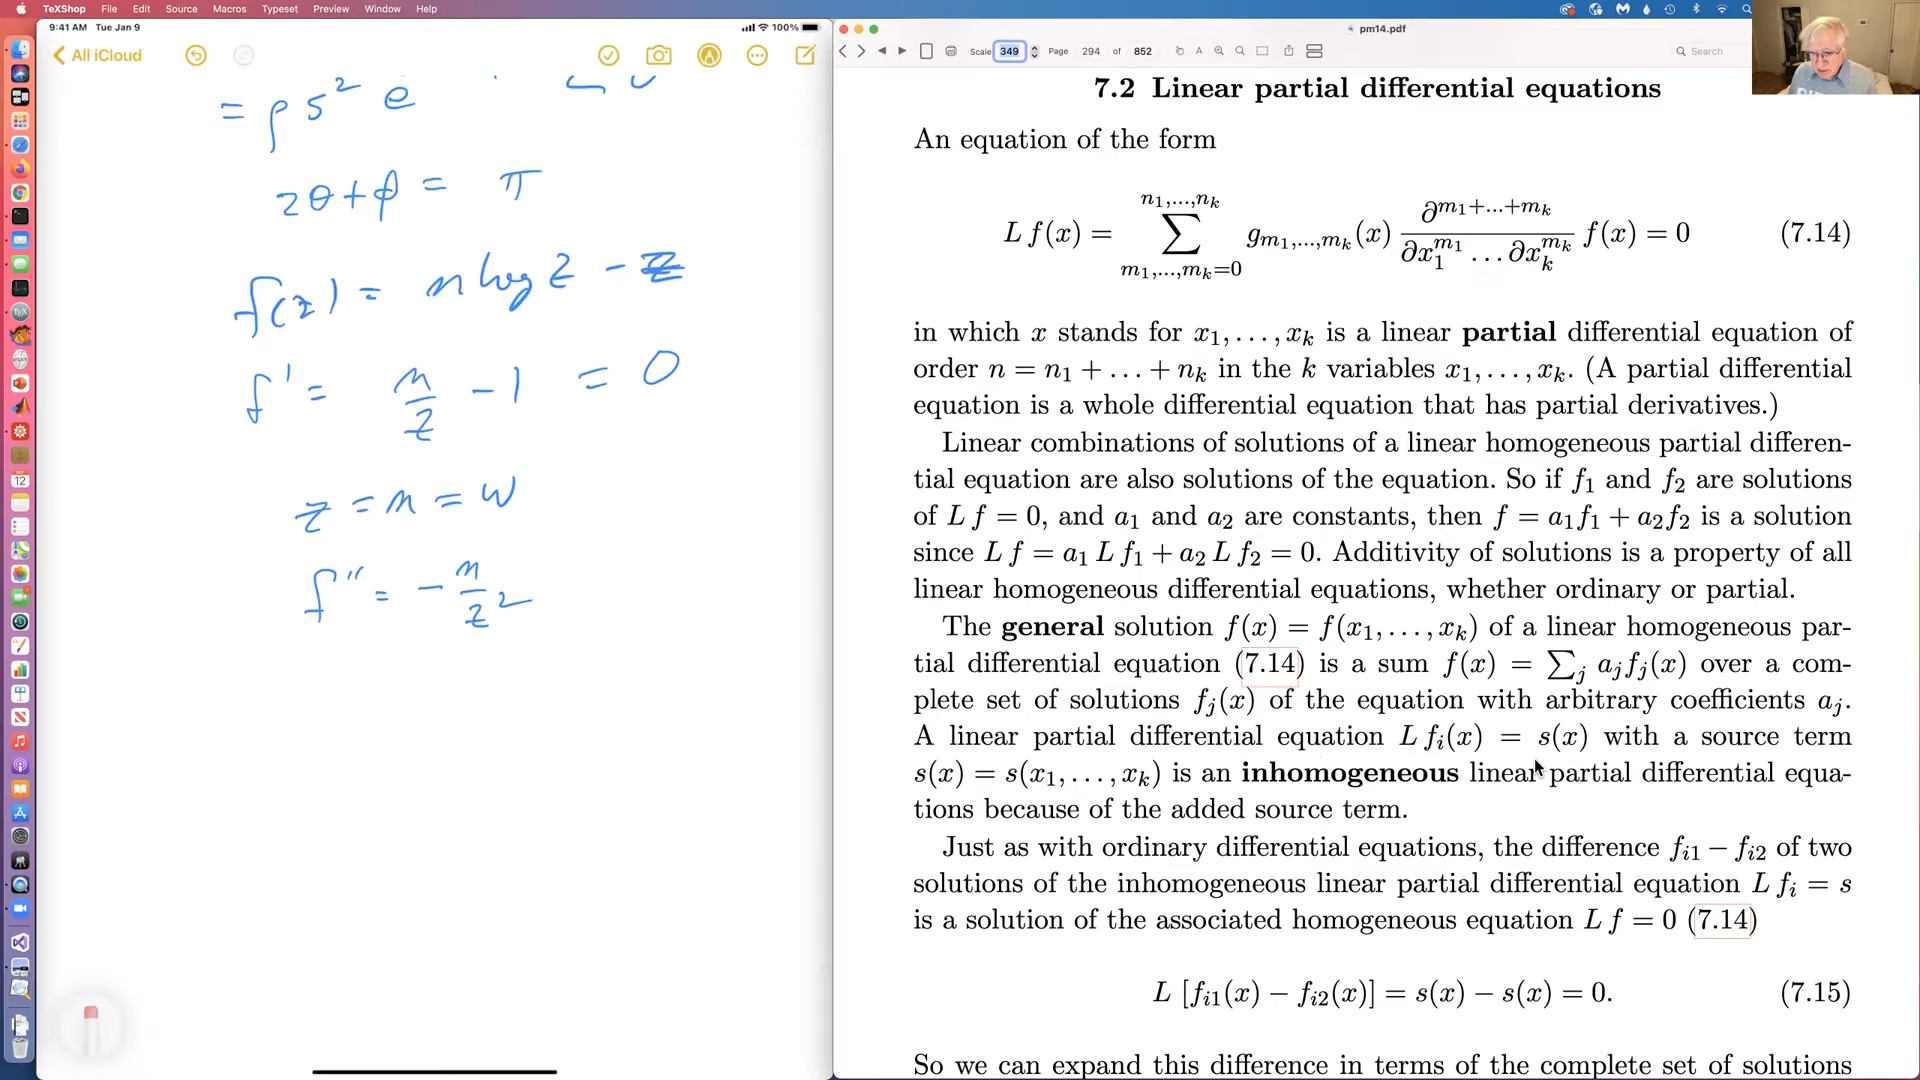 TeXShop File Edit Source Macros Typeset Preview Window Help
9:41 AM Tue Jan 9
100%
All iCloud
= ρ s² e
2θ + φ = π
f(z) = n log z - z
f' = n/z - 1 = 0
z = n = w
f'' = - n/z²
pm14.pdf
Scale 349 Page 294 of 852
Search
7.2 Linear partial differential equations
An equation of the form
L f(x) = ∑_{m₁,...,m_k=0}^{n₁,...,n_k} g_{m₁,...,m_k}(x) ∂^{m₁+...+m_k} / ∂x₁^{m₁} ... ∂x_k^{m_k} f(x) = 0 (7.14)
in which x stands for x₁, . . . , x_k is a linear partial differential equation of
order n = n₁ + . . . + n_k in the k variables x₁, . . . , x_k. (A partial differential
equation is a whole differential equation that has partial derivatives.)
Linear combinations of solutions of a linear homogeneous partial differen-
tial equation are also solutions of the equation. So if f₁ and f₂ are solutions
of L f = 0, and a₁ and a₂ are constants, then f = a₁f₁ + a₂f₂ is a solution
since L f = a₁ L f₁ + a₂ L f₂ = 0. Additivity of solutions is a property of all
linear homogeneous differential equations, whether ordinary or partial.
The general solution f(x) = f(x₁, . . . , x_k) of a linear homogeneous par-
tial differential equation (7.14) is a sum f(x) = ∑_j a_j f_j(x) over a com-
plete set of solutions f_j(x) of the equation with arbitrary coefficients a_j.
A linear partial differential equation L f_i(x) = s(x) with a source term
s(x) = s(x₁, . . . , x_k) is an inhomogeneous linear partial differential equa-
tions because of the added source term.
Just as with ordinary differential equations, the difference f_{i1} − f_{i2} of two
solutions of the inhomogeneous linear partial differential equation L f_i = s
is a solution of the associated homogeneous equation L f = 0 (7.14)
L [f_{i1}(x) − f_{i2}(x)] = s(x) − s(x) = 0. (7.15)
So we can expand this difference in terms of the complete set of solutions